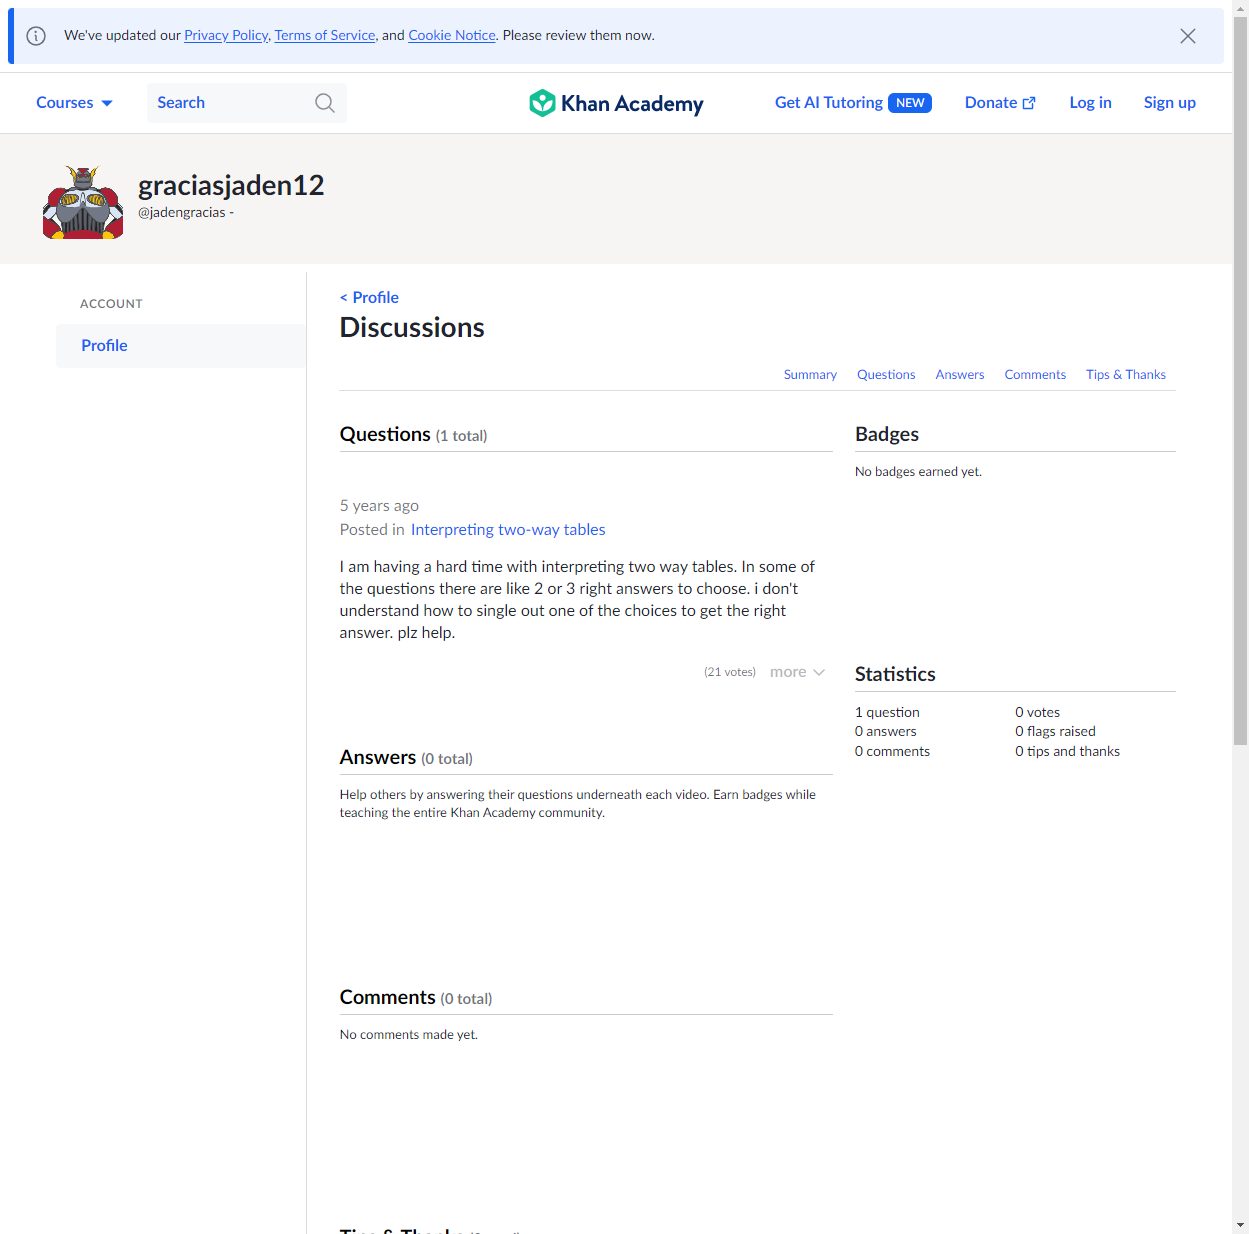 We've updated our Privacy Policy, Terms of Service, and Cookie Notice. Please review them now.
Courses Search Khan Academy Get AI Tutoring NEW Donate Log in Sign up
graciasjaden12
@jadengracias -
ACCOUNT
Profile
< Profile
Discussions
Summary Questions Answers Comments Tips & Thanks
Questions (1 total)
5 years ago
Posted in Interpreting two-way tables
I am having a hard time with interpreting two way tables. In some of
the questions there are like 2 or 3 right answers to choose. i don't
understand how to single out one of the choices to get the right
answer. plz help.
(21 votes) more
Badges
No badges earned yet.
Statistics
1 question 0 votes
0 answers 0 flags raised
0 comments 0 tips and thanks
Answers (0 total)
Help others by answering their questions underneath each video. Earn badges while
teaching the entire Khan Academy community.
Comments (0 total)
No comments made yet.